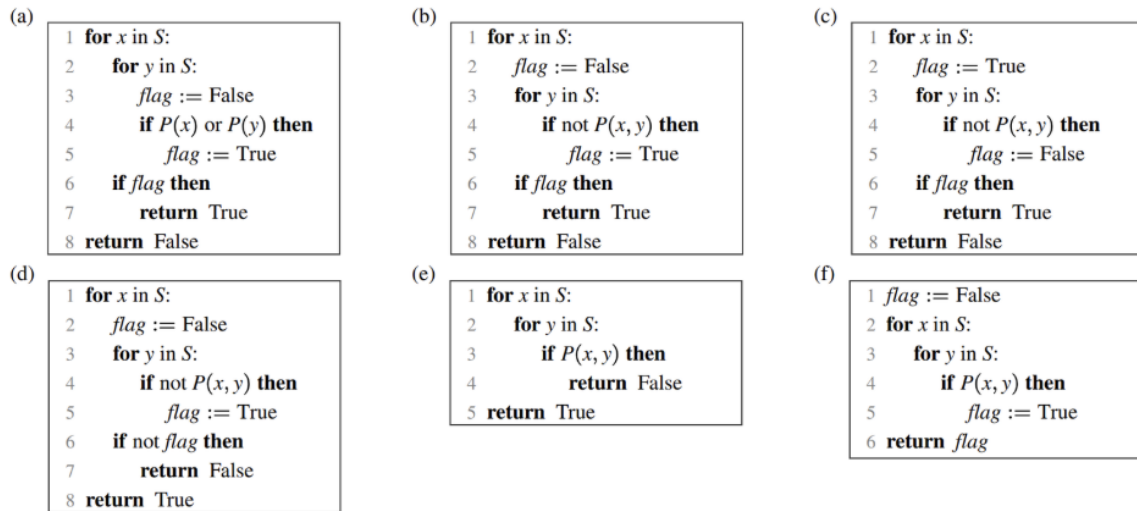 (a)
1 for x in S:
2 for y in S:
3 flag := False
4 if P(x) or P(y) then
5 flag := True
6 if flag then
7 return True
8 return False
(b)
1 for x in S:
2 flag := False
3 for y in S:
4 if not P(x, y) then
5 flag := True
6 if flag then
7 return True
8 return False
(c)
1 for x in S:
2 flag := True
3 for y in S:
4 if not P(x, y) then
5 flag := False
6 if flag then
7 return True
8 return False
(d)
1 for x in S:
2 flag := False
3 for y in S:
4 if not P(x, y) then
5 flag := True
6 if not flag then
7 return False
8 return True
(e)
1 for x in S:
2 for y in S:
3 if P(x, y) then
4 return False
5 return True
(f)
1 flag := False
2 for x in S:
3 for y in S:
4 if P(x, y) then
5 flag := True
6 return flag